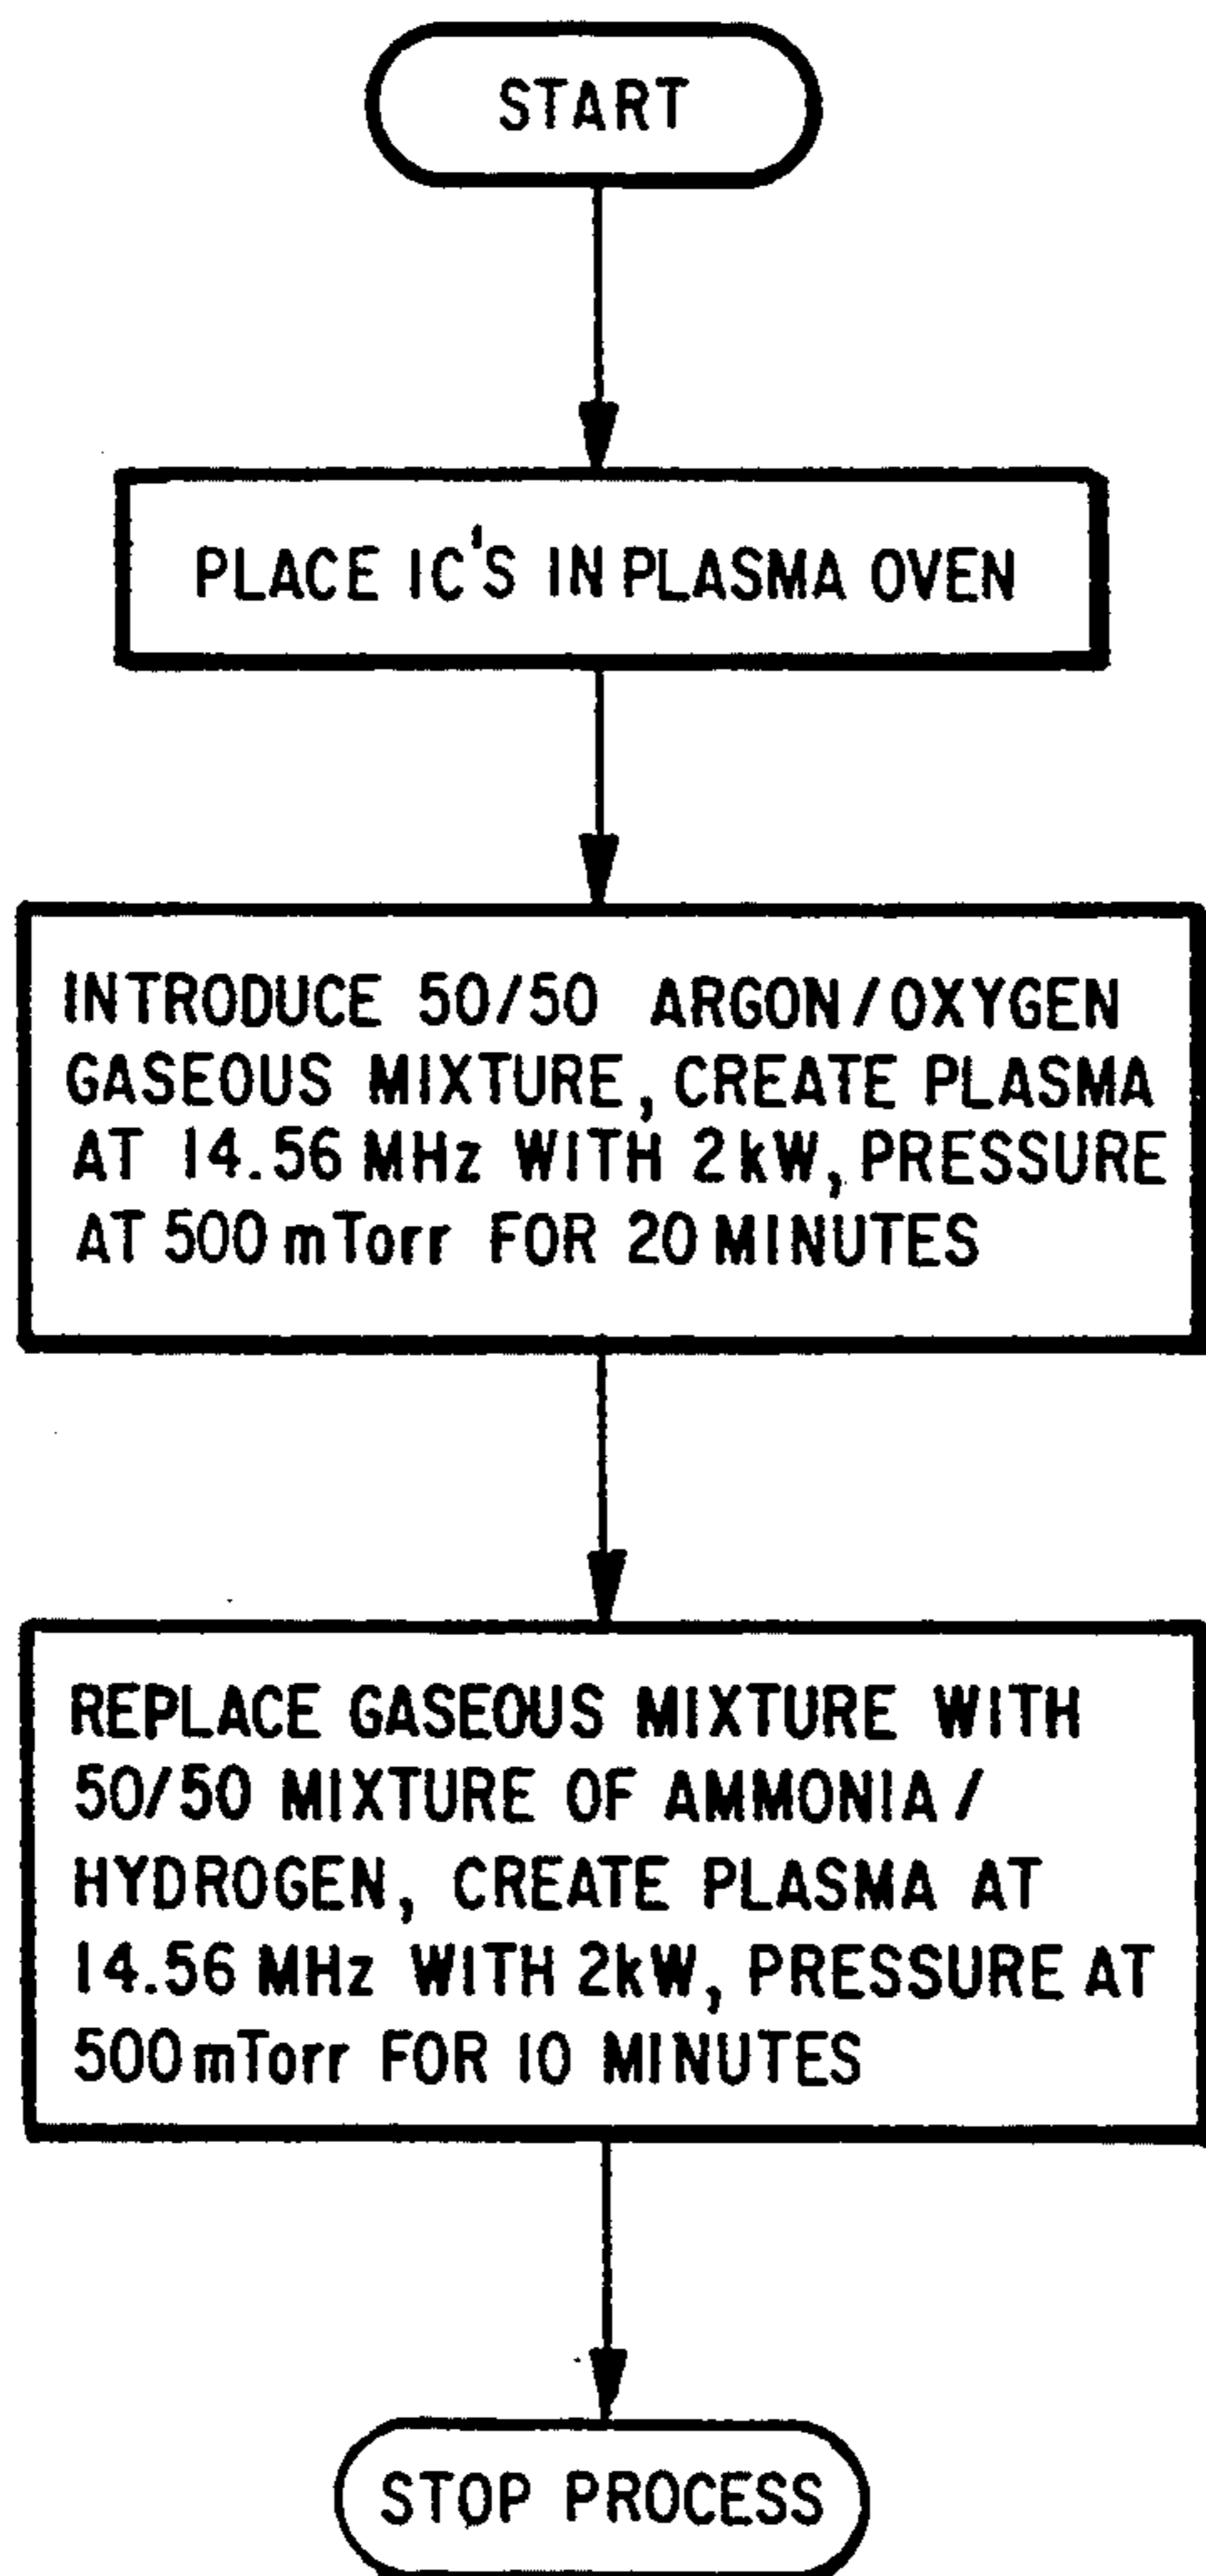 START
PLACE IC'S IN PLASMA OVEN
INTRODUCE 50/50 ARGON/OXYGEN
GASEOUS MIXTURE, CREATE PLASMA
AT 14.56 MHz WITH 2kW, PRESSURE
AT 500 mTorr FOR 20 MINUTES
REPLACE GASEOUS MIXTURE WITH
50/50 MIXTURE OF AMMONIA/
HYDROGEN, CREATE PLASMA AT
14.56 MHz WITH 2kW, PRESSURE AT
500mTorr FOR 10 MINUTES
STOP PROCESS